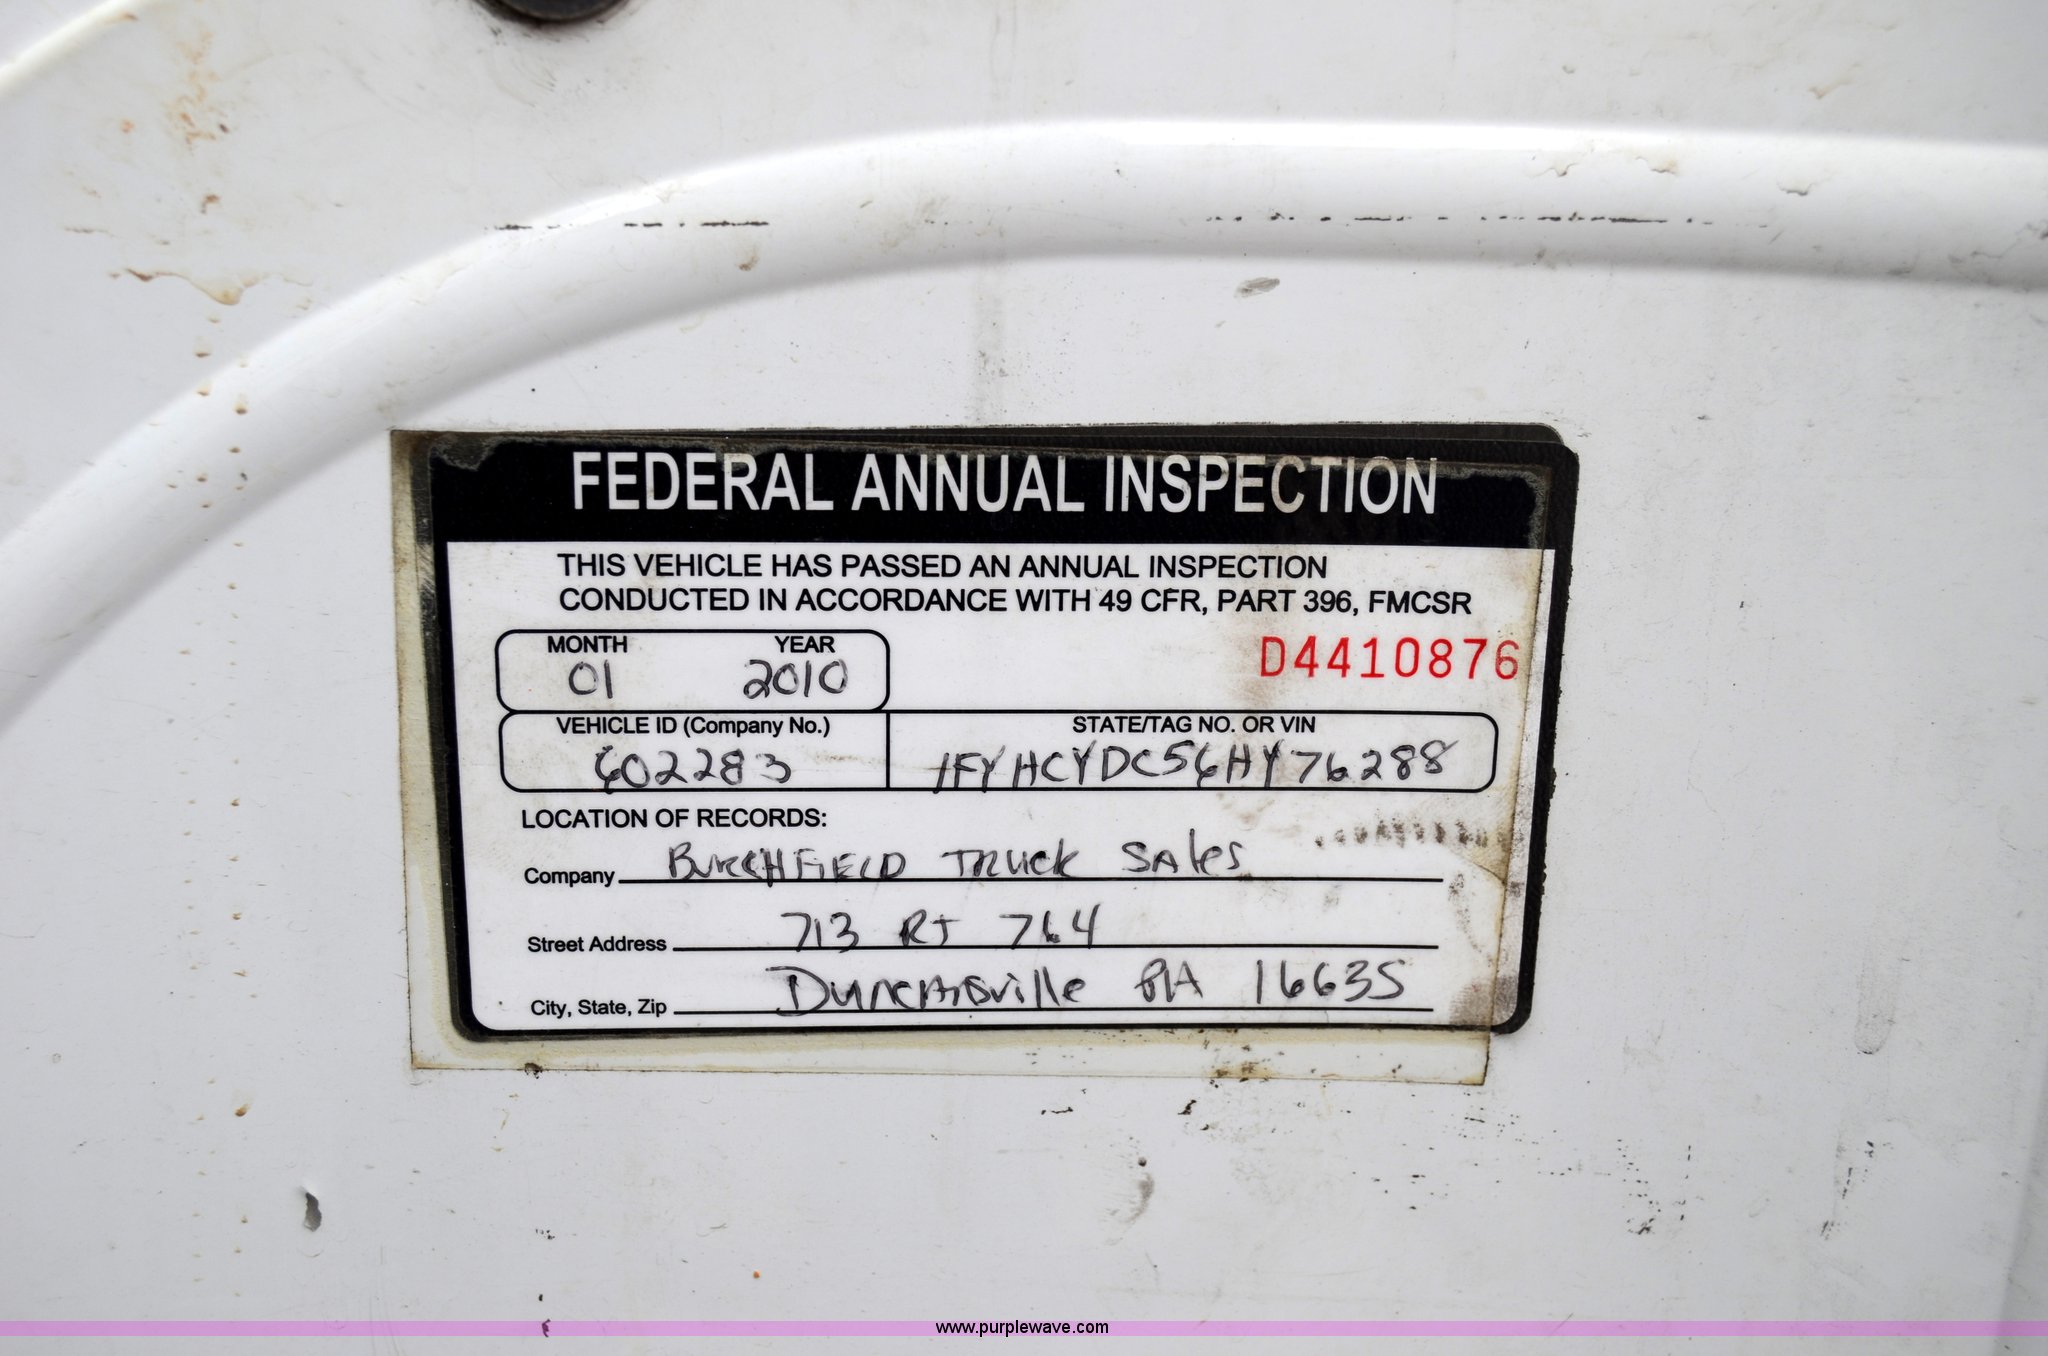 FEDERAL ANNUAL INSPECTION
THIS VEHICLE HAS PASSED AN ANNUAL INSPECTION
CONDUCTED IN ACCORDANCE WITH 49 CFR, PART 396, FMCSR
MONTH YEAR
01 2010
D4410876
VEHICLE ID (Company No.) STATE/TAG NO. OR VIN
602283 1FYHCYDC56HY76288
LOCATION OF RECORDS:
Company BURCHFIELD TRUCK SALES
Street Address 713 RT 764
City, State, Zip Duncansville PA 16635
www.purplewave.com